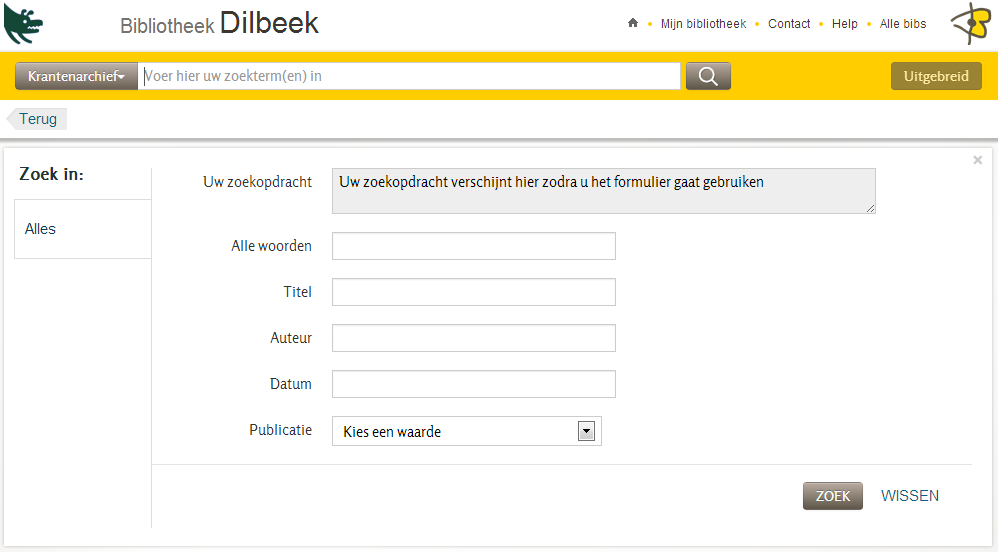 Bibliotheek Dilbeek
Mijn bibliotheek • Contact • Help • Alle bibs
Krantenarchief
Voer hier uw zoekterm(en) in
Uitgebreid
Terug
×
Zoek in:
Alles
Uw zoekopdracht
Uw zoekopdracht verschijnt hier zodra u het formulier gaat gebruiken
Alle woorden
Titel
Auteur
Datum
Publicatie
Kies een waarde
ZOEK
WISSEN